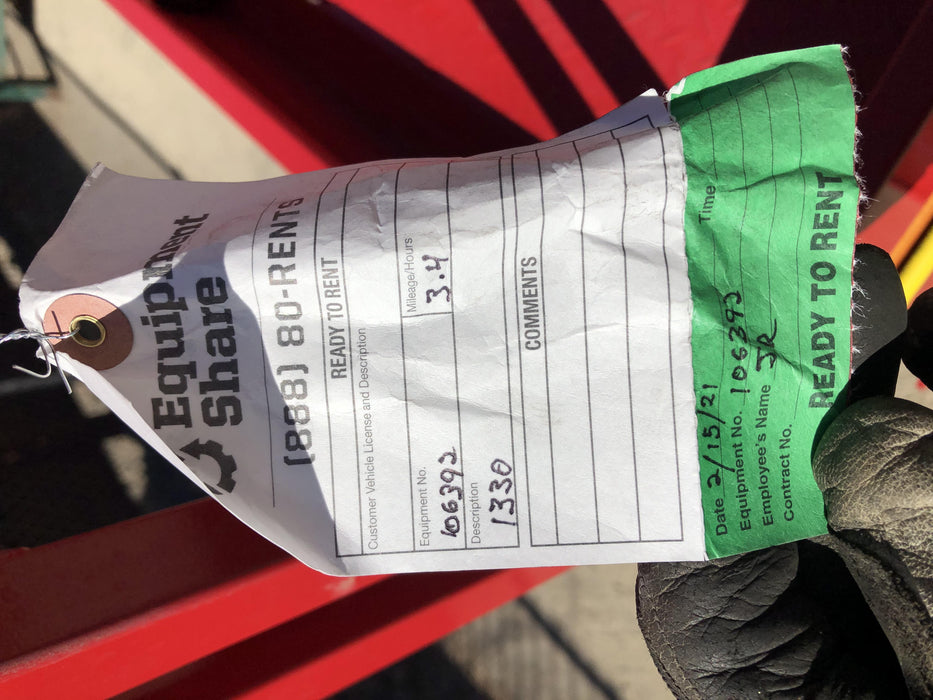 Equipment
Share
(888) 80-RENTS
READY TO RENT
Customer Vehicle License and Description
Equipment No. Mileage/Hours
106392 3.4
Description
1330
COMMENTS
Date 2/15/21 Time
Equipment No. 106392
Employee's Name JR
Contract No.
READY TO RENT